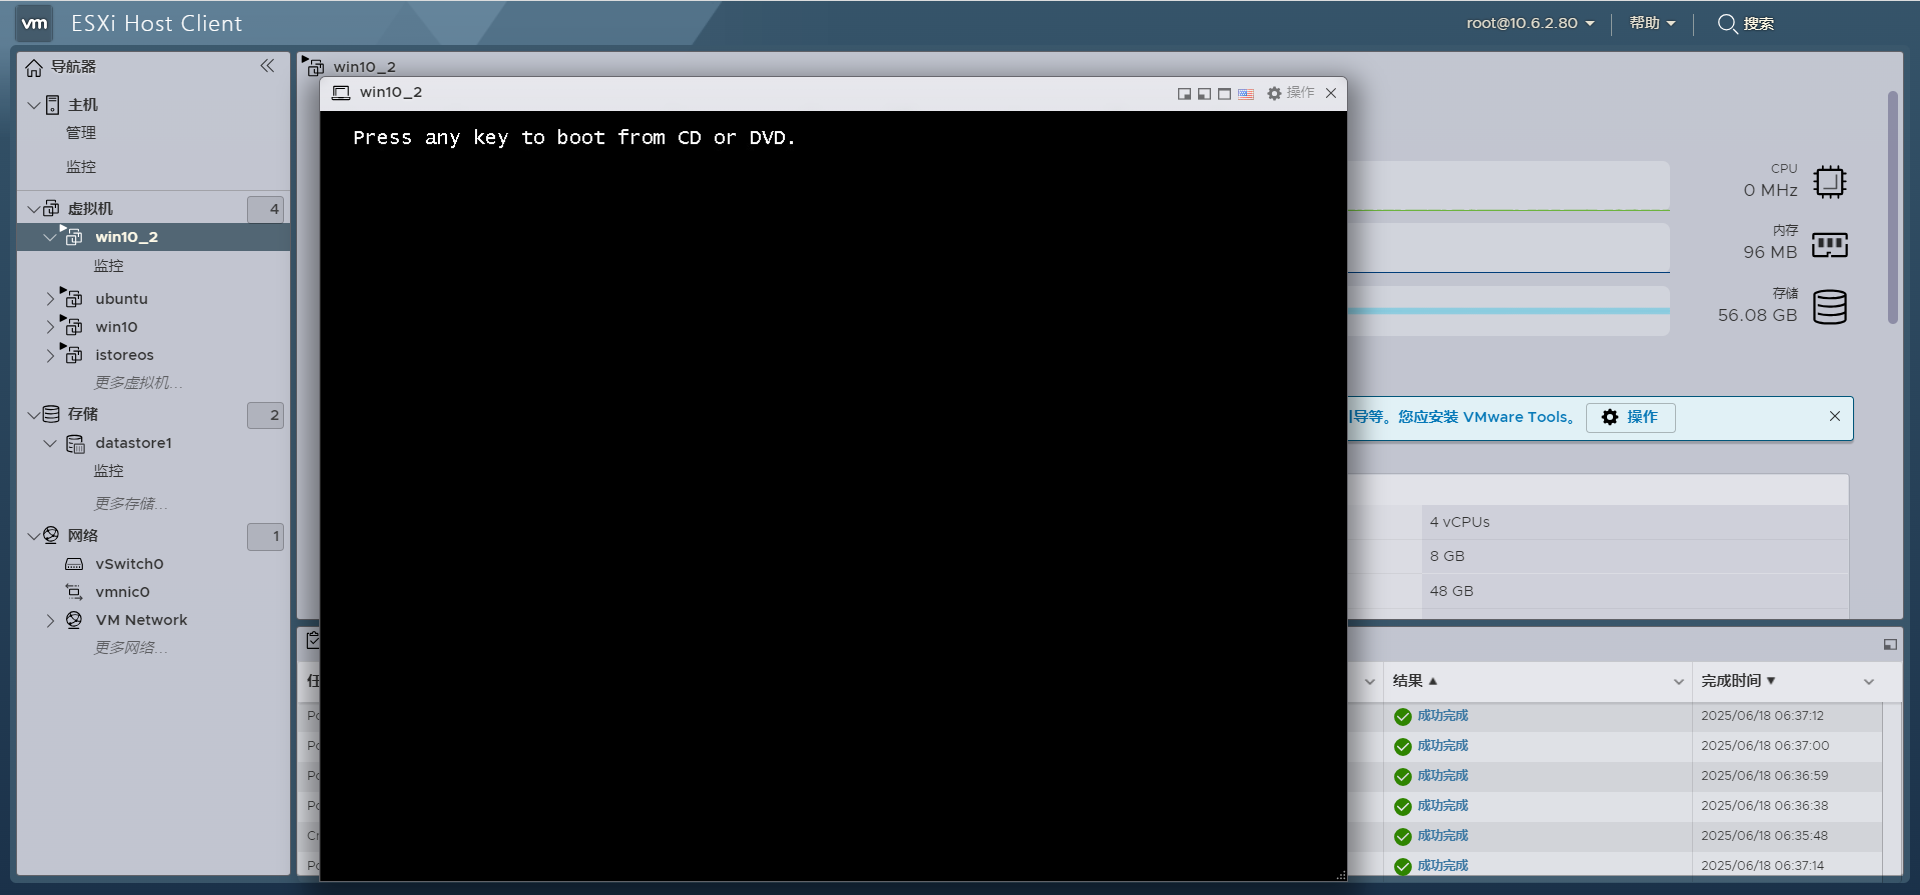 vm ESXi Host Client
root@10.6.2.80
帮助
搜索
导航器
主机
管理
监控
虚拟机 4
win10_2
监控
ubuntu
win10
istoreos
更多虚拟机...
存储 2
datastore1
监控
更多存储...
网络 1
vSwitch0
vmnic0
VM Network
更多网络...
win10_2
win10_2
操作
Press any key to boot from CD or DVD.
CPU
0 MHz
内存
96 MB
存储
56.08 GB
导等。您应安装 VMware Tools。 操作
4 vCPUs
8 GB
48 GB
结果 完成时间
成功完成 2025/06/18 06:37:12
成功完成 2025/06/18 06:37:00
成功完成 2025/06/18 06:36:59
成功完成 2025/06/18 06:36:38
成功完成 2025/06/18 06:35:48
成功完成 2025/06/18 06:37:14